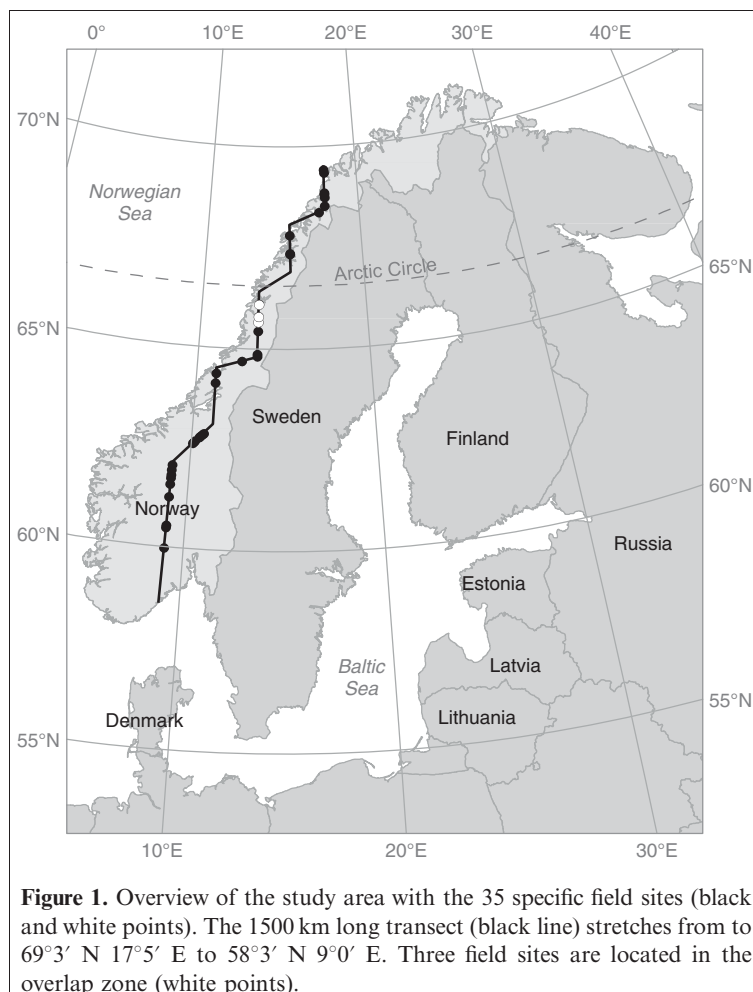 0° 10°E 20°E 30°E 40°E
70°N
Norwegian
Sea
Arctic Circle
65°N
65°N
Sweden
Finland
Norway
60°N
60°N
Russia
Estonia
Baltic
Sea
Latvia
55°N
Denmark
Lithuania
55°N
10°E 20°E 30°E
Figure 1. Overview of the study area with the 35 specific field sites (black
and white points). The 1500 km long transect (black line) stretches from to
69°3′ N 17°5′ E to 58°3′ N 9°0′ E. Three field sites are located in the
overlap zone (white points).